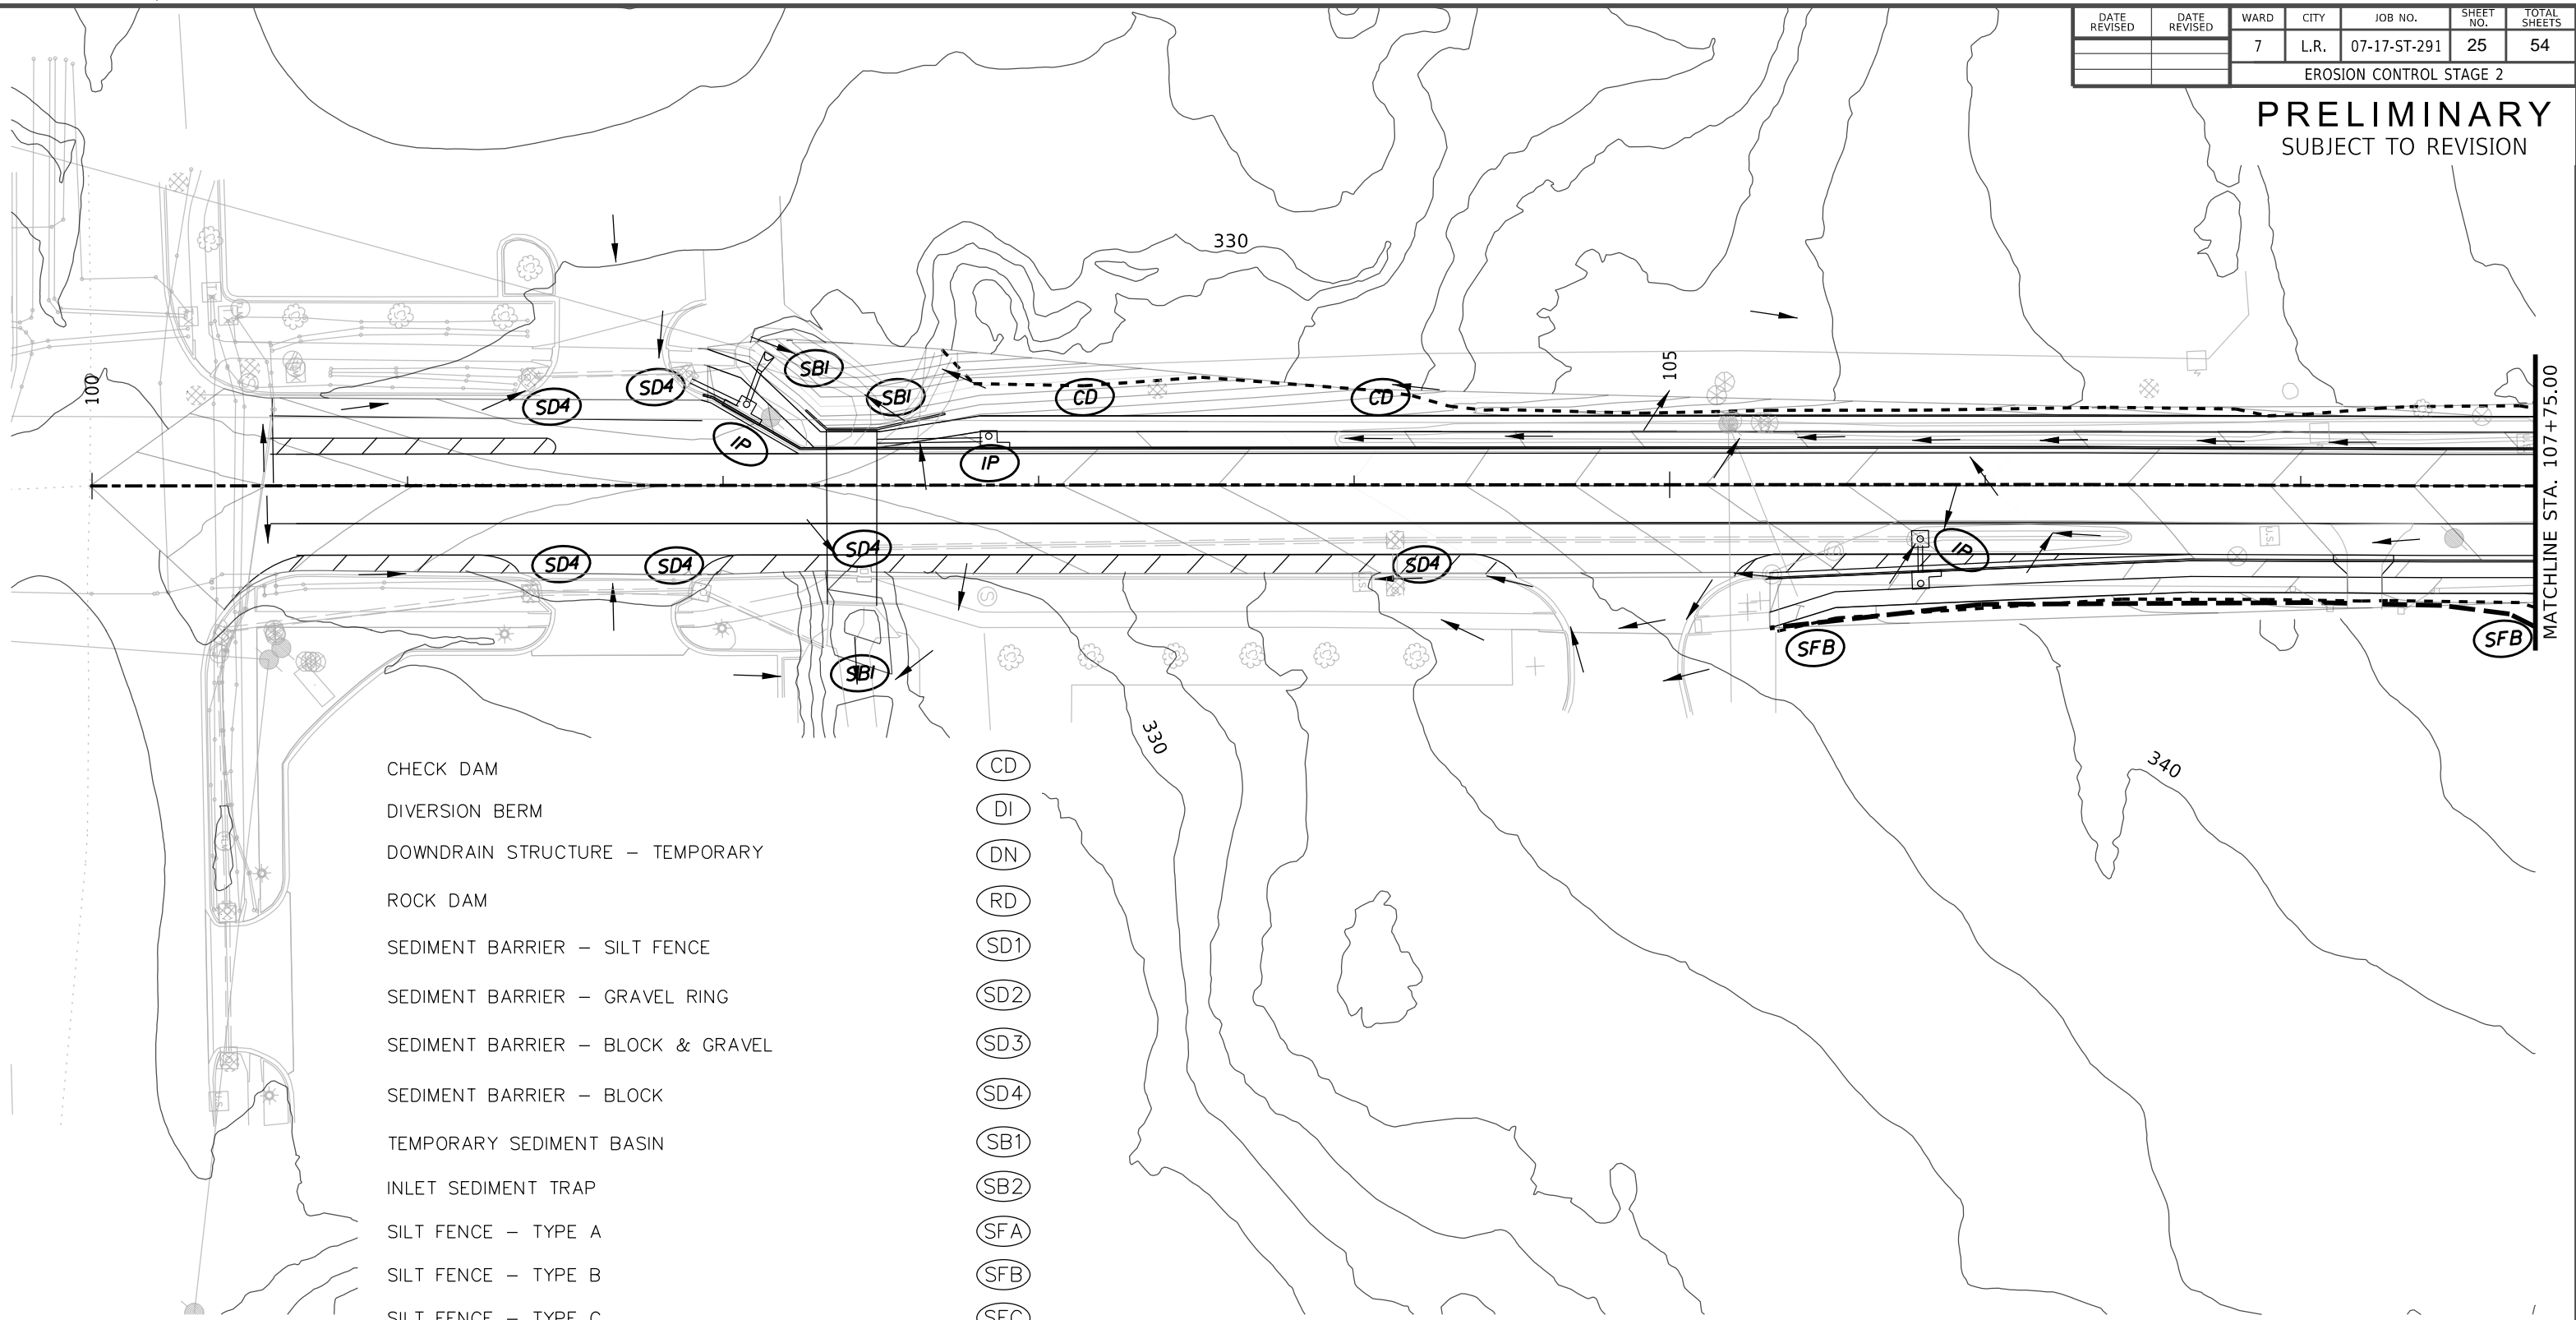 DATE REVISED
DATE REVISED
WARD
CITY
JOB NO.
SHEET NO.
TOTAL SHEETS
7
L.R.
07-17-ST-291
25
54
EROSION CONTROL STAGE 2
PRELIMINARY
SUBJECT TO REVISION
330
100
105
SBI
SD4
SBI
SD4
CD
CD
IP
IP
MATCHLINE STA. 107+75.00
SD4
SD4
SD4
SD4
IP
S
SBI
SFB
SFB
330
340
CHECK DAM CD
DIVERSION BERM DI
DOWNDRAIN STRUCTURE – TEMPORARY DN
ROCK DAM RD
SEDIMENT BARRIER – SILT FENCE SD1
SEDIMENT BARRIER – GRAVEL RING SD2
SEDIMENT BARRIER – BLOCK & GRAVEL SD3
SEDIMENT BARRIER – BLOCK SD4
TEMPORARY SEDIMENT BASIN SB1
INLET SEDIMENT TRAP SB2
SILT FENCE – TYPE A SFA
SILT FENCE – TYPE B SFB
SILT FENCE – TYPE C SFC